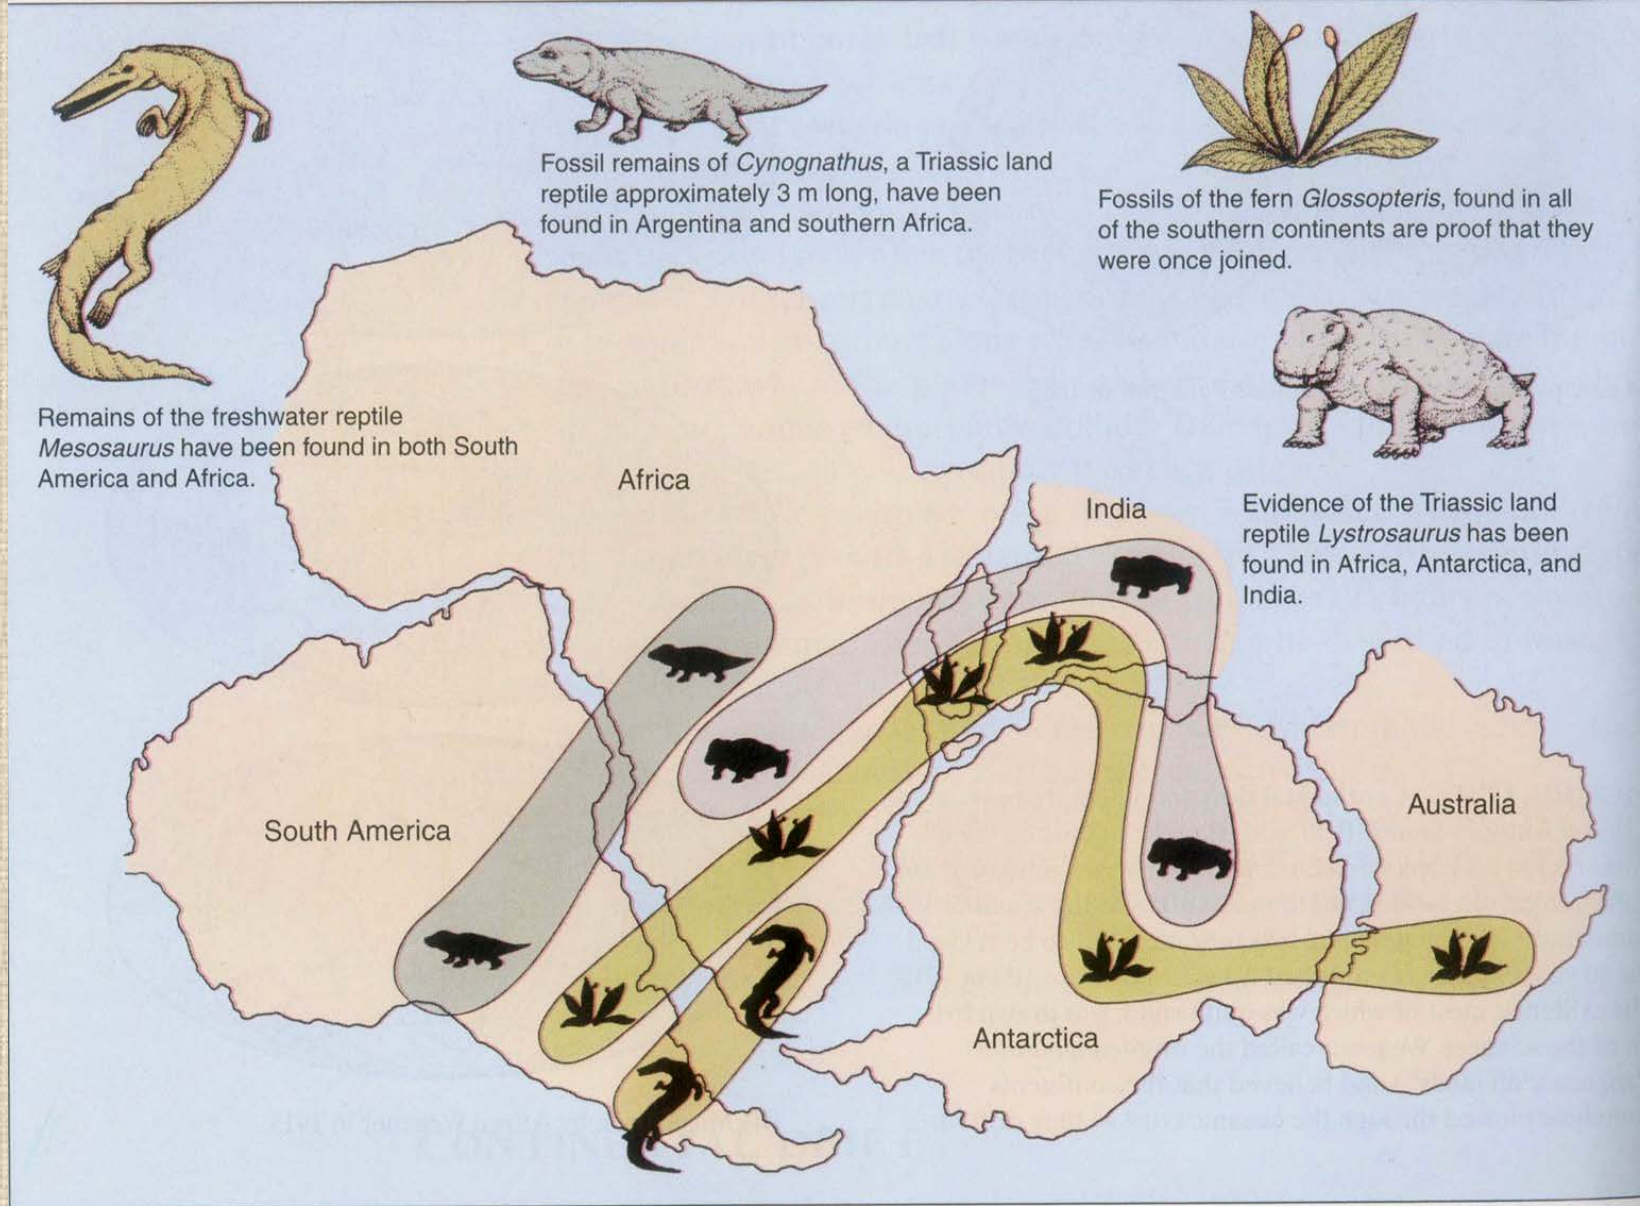 Fossil remains of Cynognathus, a Triassic land
reptile approximately 3 m long, have been
found in Argentina and southern Africa.
Fossils of the fern Glossopteris, found in all
of the southern continents are proof that they
were once joined.
Remains of the freshwater reptile
Mesosaurus have been found in both South
America and Africa.
Evidence of the Triassic land
reptile Lystrosaurus has been
found in Africa, Antarctica, and
India.
Africa
India
South America
Australia
Antarctica